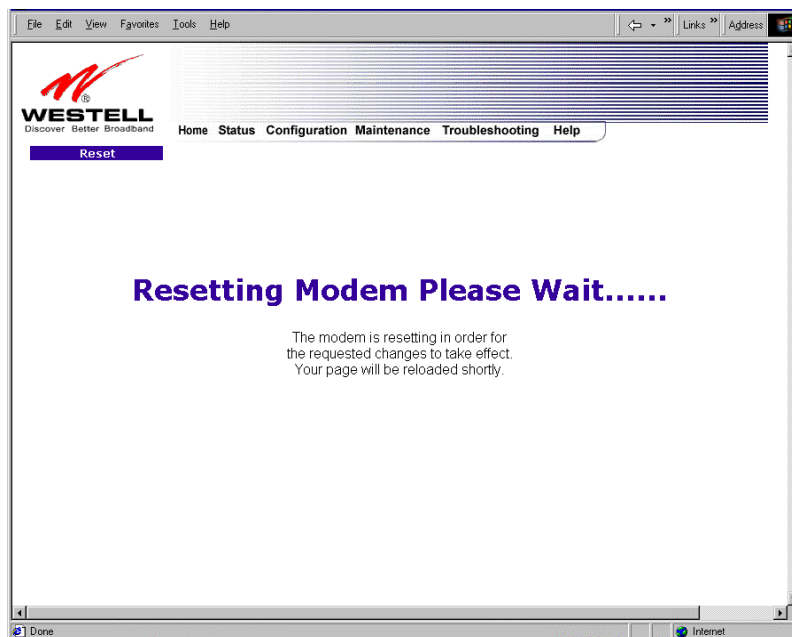 File Edit View Favorites Tools Help
Links » Address
»
WESTELL
®
Discover Better Broadband
Home Status Configuration Maintenance Troubleshooting Help
Reset
Resetting Modem Please Wait......
The modem is resetting in order for
the requested changes to take effect.
Your page will be reloaded shortly.
Done
Internet